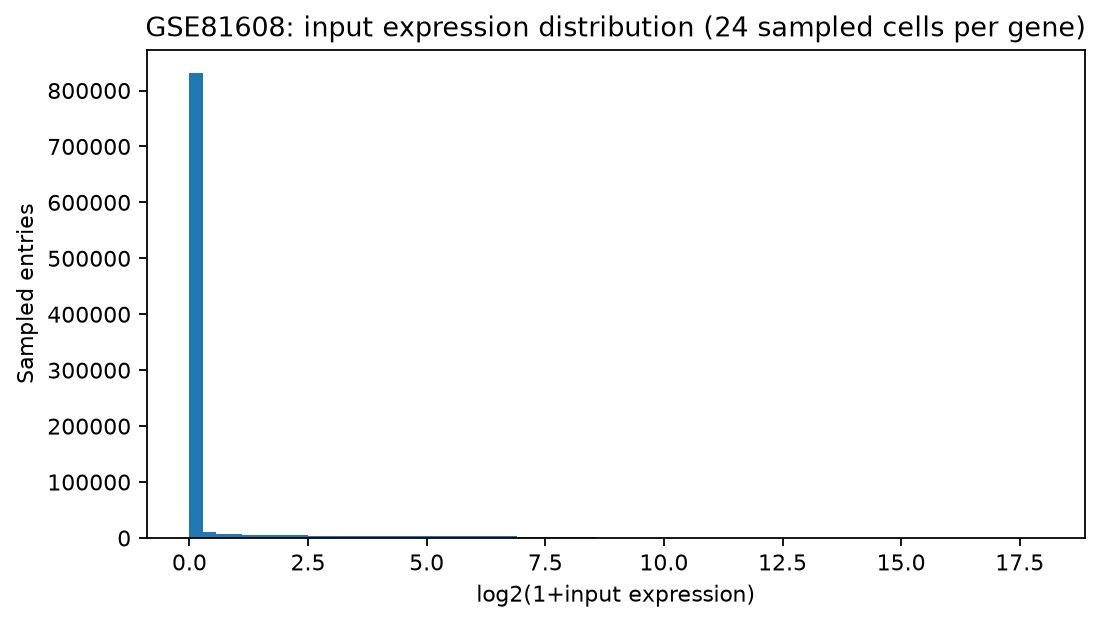 GSE81608: input expression distribution (24 sampled cells per gene)
Sampled entries
800000
700000
600000
500000
400000
300000
200000
100000
0
0.0 2.5 5.0 7.5 10.0 12.5 15.0 17.5
log2(1+input expression)